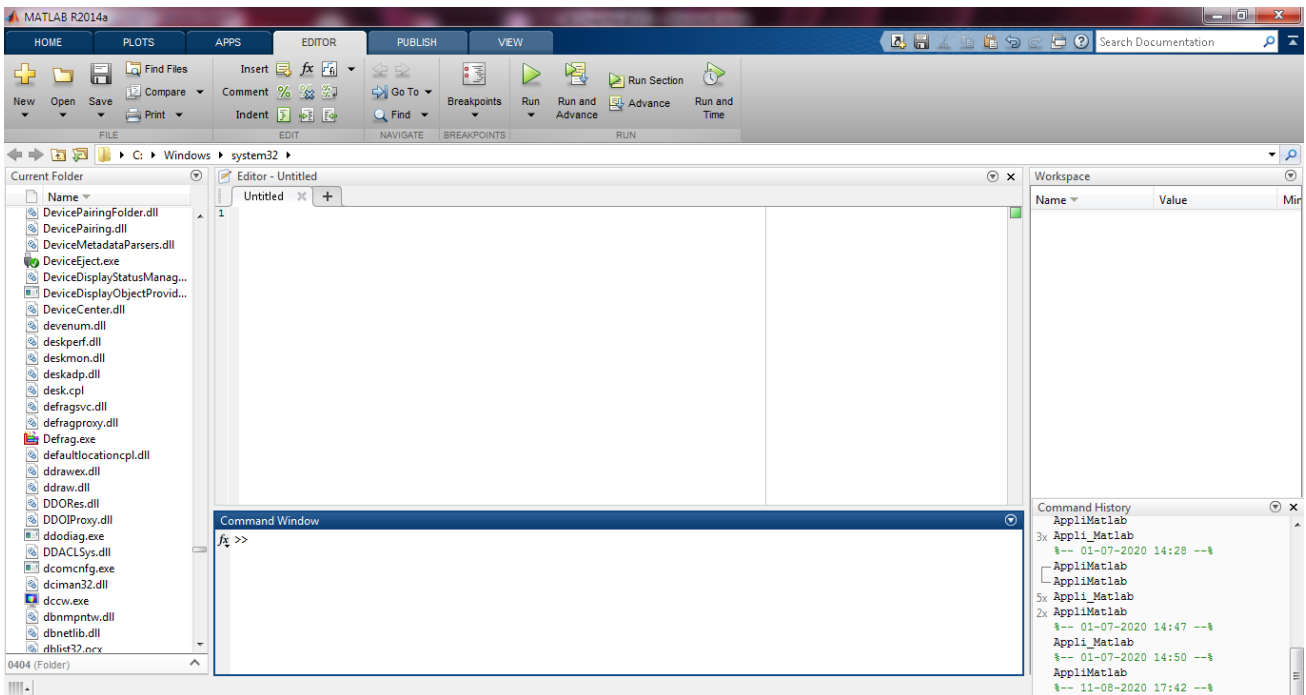 MATLAB R2014a
HOME PLOTS APPS EDITOR PUBLISH VIEW
Search Documentation
Find Files
Compare
Print
New Open Save
FILE
Insert fx
Comment %
Indent
EDIT
Go To
Find
NAVIGATE
Breakpoints
BREAKPOINTS
Run
Run and Advance
Run Section
Advance
Run and Time
RUN
C: Windows system32
Current Folder
Name
DevicePairingFolder.dll
DevicePairing.dll
DeviceMetadataParsers.dll
DeviceEject.exe
DeviceDisplayStatusManag...
DeviceDisplayObjectProvid...
DeviceCenter.dll
devenum.dll
deskperf.dll
deskmon.dll
deskadp.dll
desk.cpl
defragsvc.dll
defragproxy.dll
Defrag.exe
defaultlocationcpl.dll
ddrawex.dll
ddraw.dll
DDORes.dll
DDOIProxy.dll
ddodiag.exe
DDACLSys.dll
dcomcnfg.exe
dciman32.dll
dccw.exe
dbnmpntw.dll
dbnetlib.dll
dblist32.ocx
0404 (Folder)
Editor - Untitled
Untitled
1
Command Window
fx >>
Workspace
Name Value Min
Command History
AppliMatlab
3x Appli_Matlab
%-- 01-07-2020 14:28 --%
AppliMatlab
AppliMatlab
5x Appli_Matlab
2x AppliMatlab
%-- 01-07-2020 14:47 --%
Appli_Matlab
%-- 01-07-2020 14:50 --%
AppliMatlab
%-- 11-08-2020 17:42 --%